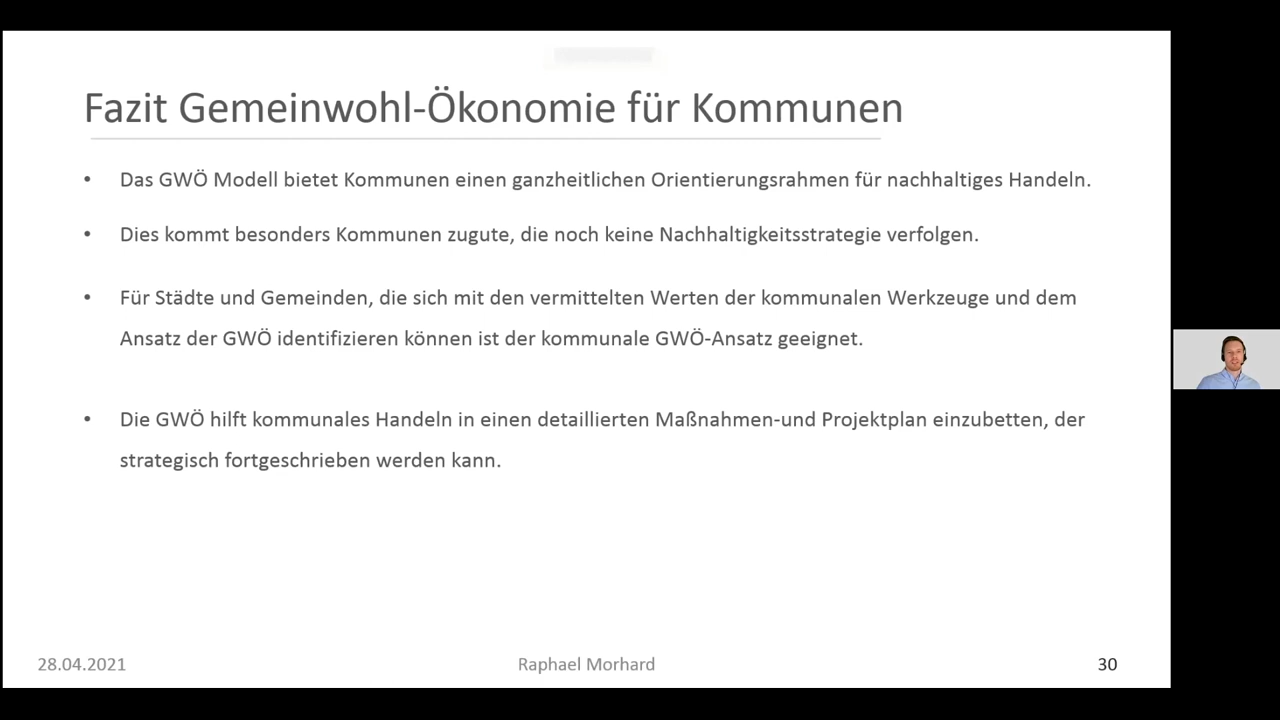 Fazit Gemeinwohl-Ökonomie für Kommunen
• Das GWÖ Modell bietet Kommunen einen ganzheitlichen Orientierungsrahmen für nachhaltiges Handeln.
• Dies kommt besonders Kommunen zugute, die noch keine Nachhaltigkeitsstrategie verfolgen.
• Für Städte und Gemeinden, die sich mit den vermittelten Werten der kommunalen Werkzeuge und dem
Ansatz der GWÖ identifizieren können ist der kommunale GWÖ-Ansatz geeignet.
• Die GWÖ hilft kommunales Handeln in einen detaillierten Maßnahmen-und Projektplan einzubetten, der
strategisch fortgeschrieben werden kann.
28.04.2021
Raphael Morhard
30